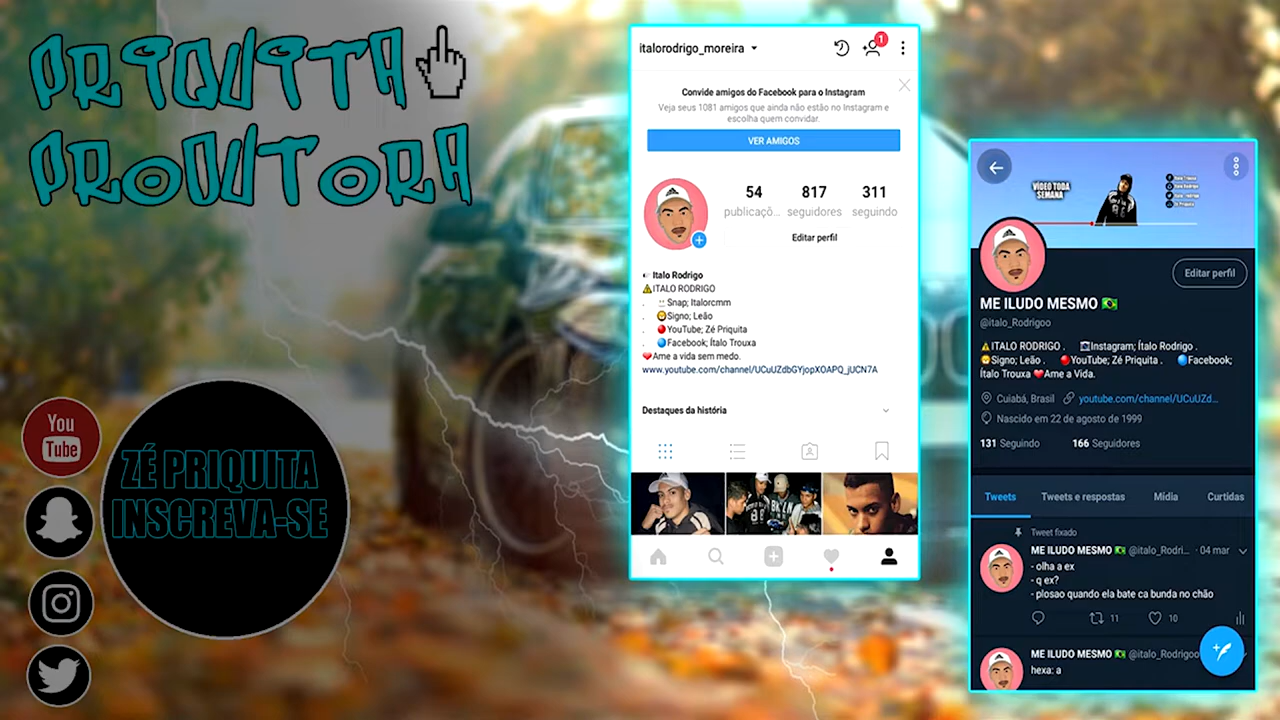 PRIQUITA
PRODUTORA
You
Tube
ZÉ PRIQUITA
INSCREVA-SE
italorodrigo_moreira
1
Convide amigos do Facebook para o Instagram
Veja seus 1081 amigos que ainda não estão no Instagram e
escolha quem convidar.
VER AMIGOS
54 817 311
publicaçõ... seguidores seguindo
Editar perfil
Italo Rodrigo
⚠ITALO RODRIGO
. Snap; Italorcmm
. Signo; Leão
. YouTube; Zé Priquita
. Facebook; Ítalo Trouxa
❤Ame a vida sem medo.
www.youtube.com/channel/UCuUZdbGYjopXOAPQ_jUCN7A
Destaques da história
VÍDEO TODA
SEMANA
Editar perfil
ME ILUDO MESMO 🇧🇷
@italo_Rodrigoo
⚠ITALO RODRIGO . Instagram; Ítalo Rodrigo .
Signo; Leão . YouTube; Zé Priquita . Facebook;
Ítalo Trouxa ❤Ame a Vida.
Cuiabá, Brasil youtube.com/channel/UCuUZd...
Nascido em 22 de agosto de 1999
131 Seguindo 166 Seguidores
Tweets Tweets e respostas Mídia Curtidas
Tweet fixado
ME ILUDO MESMO 🇧🇷 @italo_Rodri... · 04 mar
- olha a ex
- q ex?
- plosao quando ela bate ca bunda no chão
11 10
ME ILUDO MESMO 🇧🇷 @italo_Rodrigoo
hexa: a